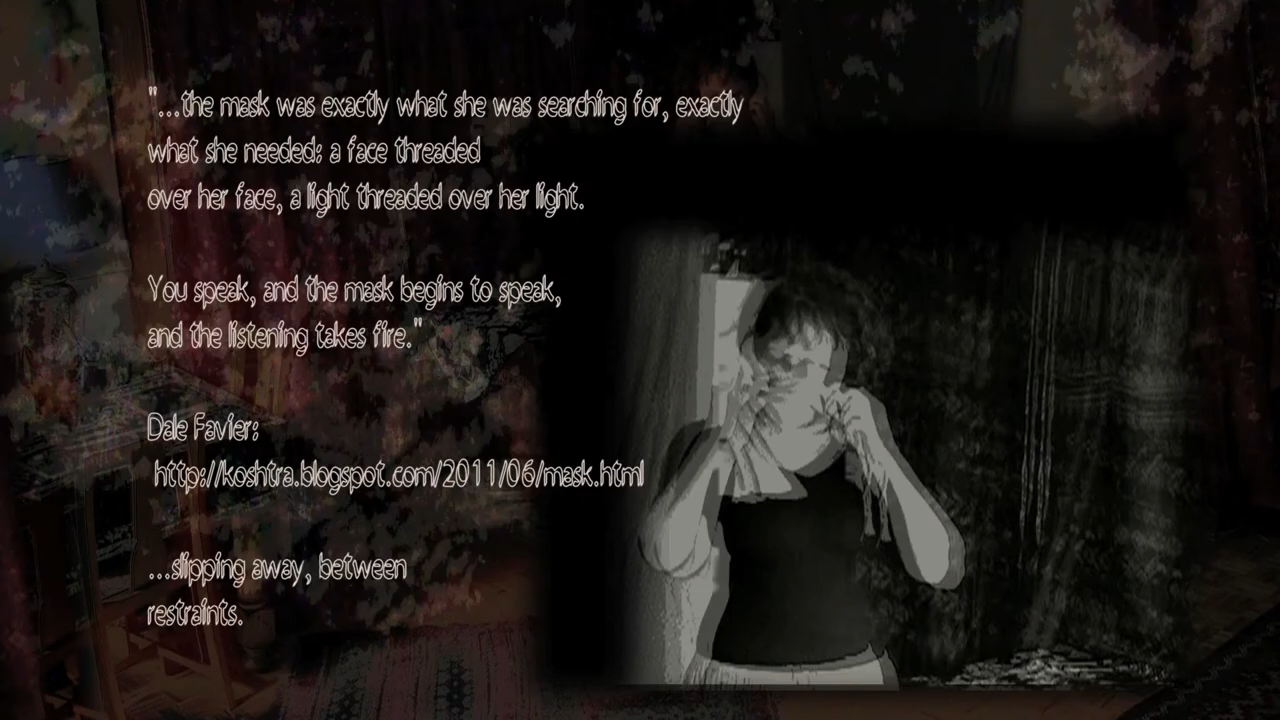 "...the mask was exactly what she was searching for, exactly
what she needed: a face threaded
over her face, a light threaded over her light.
You speak, and the mask begins to speak,
and the listening takes fire."
Dale Favier:
http://koshtra.blogspot.com/2011/06/mask.html
...slipping away, between
restraints.